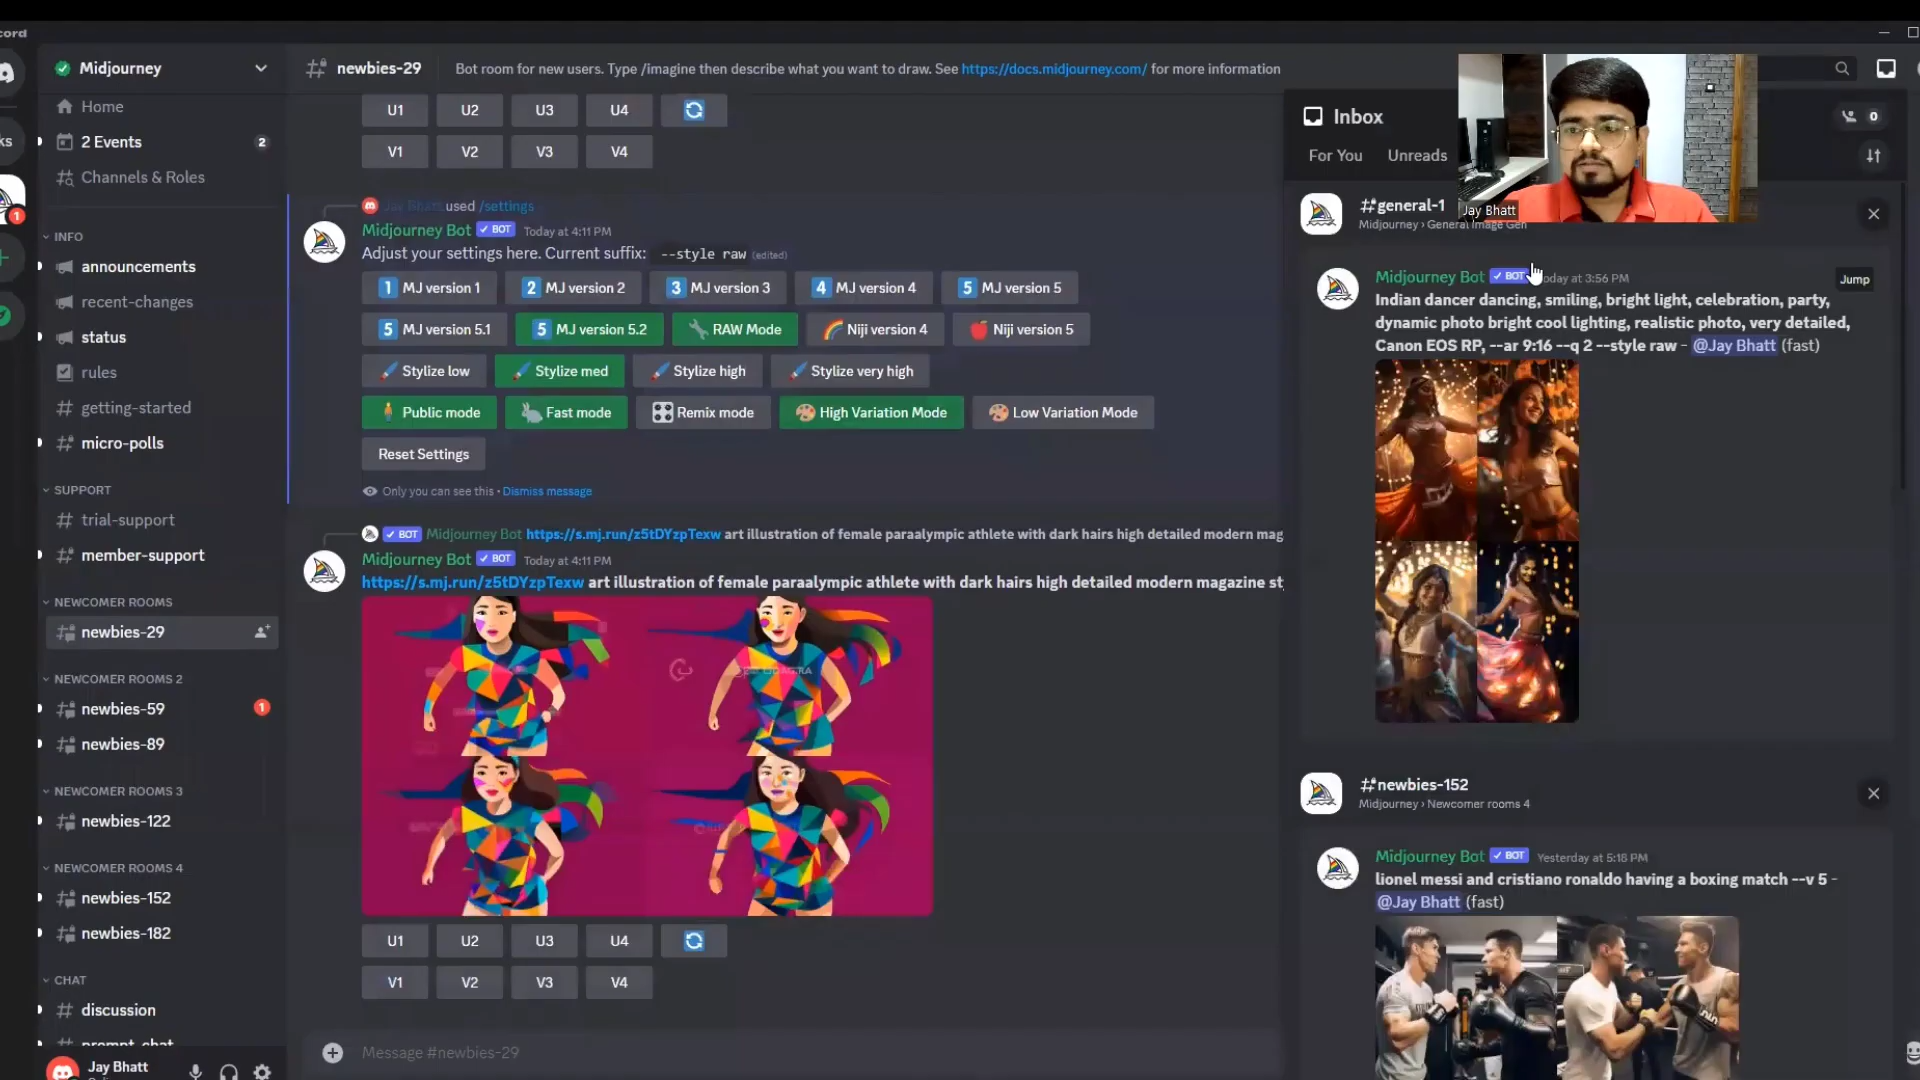 cord
Midjourney
Home
2 Events
2
Channels & Roles
1
INFO
announcements
recent-changes
status
rules
getting-started
micro-polls
SUPPORT
trial-support
member-support
NEWCOMER ROOMS
newbies-29
NEWCOMER ROOMS 2
newbies-59
1
newbies-89
NEWCOMER ROOMS 3
newbies-122
NEWCOMER ROOMS 4
newbies-152
newbies-182
CHAT
discussion
prompt-chat
Jay Bhatt
newbies-29
Bot room for new users. Type /imagine then describe what you want to draw. See https://docs.midjourney.com/ for more information
U1 U2 U3 U4
V1 V2 V3 V4
Jay Bhatt used /settings
Midjourney Bot BOT Today at 4:11 PM
Adjust your settings here. Current suffix: --style raw (edited)
1 MJ version 1 2 MJ version 2 3 MJ version 3 4 MJ version 4 5 MJ version 5
5 MJ version 5.1 5 MJ version 5.2 RAW Mode Niji version 4 Niji version 5
Stylize low Stylize med Stylize high Stylize very high
Public mode Fast mode Remix mode High Variation Mode Low Variation Mode
Reset Settings
Only you can see this • Dismiss message
BOT Midjourney Bot https://s.mj.run/z5tDYzpTexw art illustration of female paralympic athlete with dark hairs high detailed modern mag
Midjourney Bot BOT Today at 4:11 PM
https://s.mj.run/z5tDYzpTexw art illustration of female paraalympic athlete with dark hairs high detailed modern magazine st
U1 U2 U3 U4
V1 V2 V3 V4
Message #newbies-29
Inbox
0
For You Unreads
Jay Bhatt
general-1
Midjourney › General Image Gen
Midjourney Bot BOT oday at 3:56 PM
Jump
Indian dancer dancing, smiling, bright light, celebration, party,
dynamic photo bright cool lighting, realistic photo, very detailed,
Canon EOS RP, --ar 9:16 --q 2 --style raw - @Jay Bhatt (fast)
newbies-152
Midjourney › Newcomer rooms 4
Midjourney Bot BOT Yesterday at 5:18 PM
lionel messi and cristiano ronaldo having a boxing match --v 5 -
@Jay Bhatt (fast)